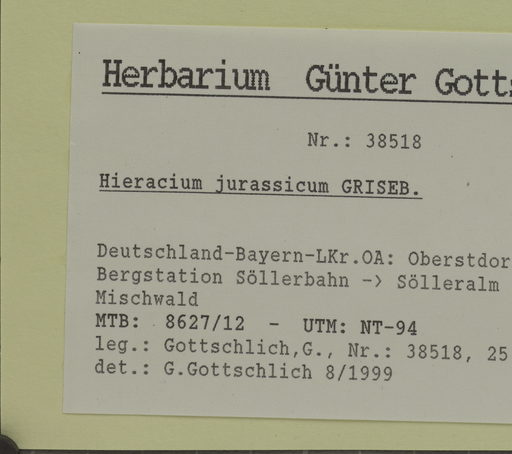 Herbarium Günter Gotts
Nr.: 38518
Hieracium jurassicum GRISEB.
Deutschland-Bayern-LKr.OA: Oberstdor
Bergstation Söllerbahn -> Sölleralm
Mischwald
MTB: 8627/12 - UTM: NT-94
leg.: Gottschlich,G., Nr.: 38518, 25
det.: G.Gottschlich 8/1999